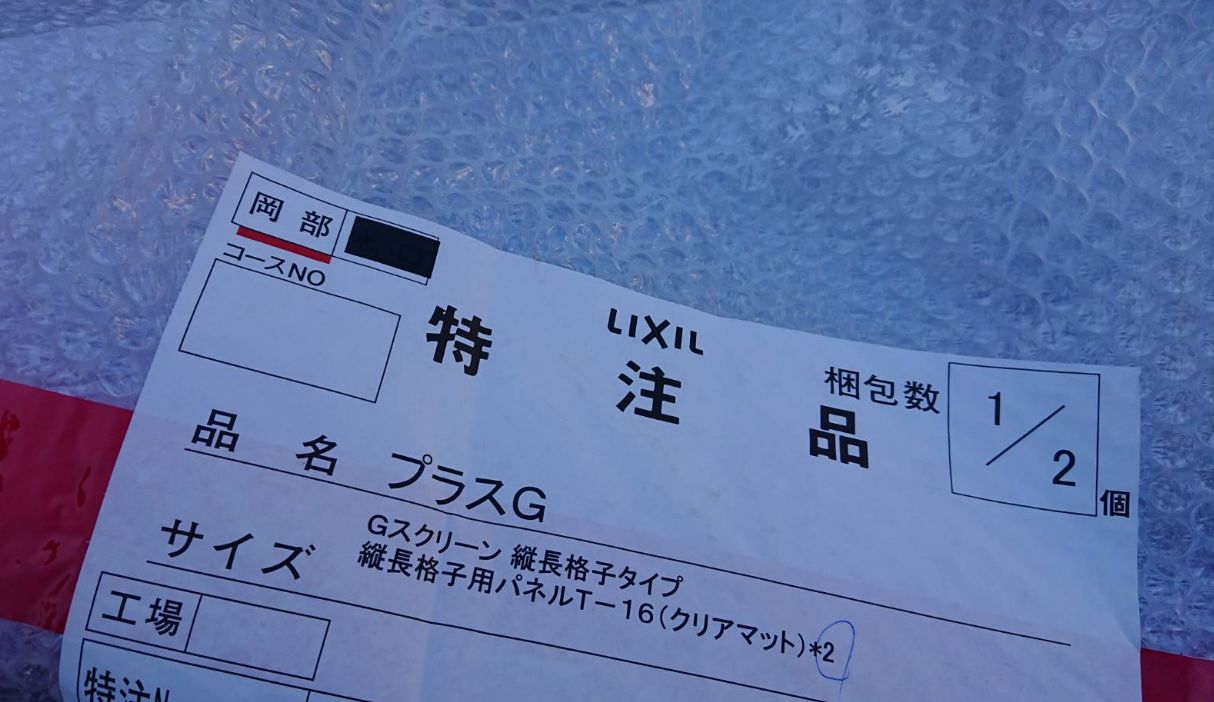 岡部
コースNO
LIXIL
特注品
梱包数 1/2 個
品名 プラスG
サイズ Gスクリーン 縦長格子タイプ
縦長格子用パネルT－16(クリアマット)*2
工場
特注N